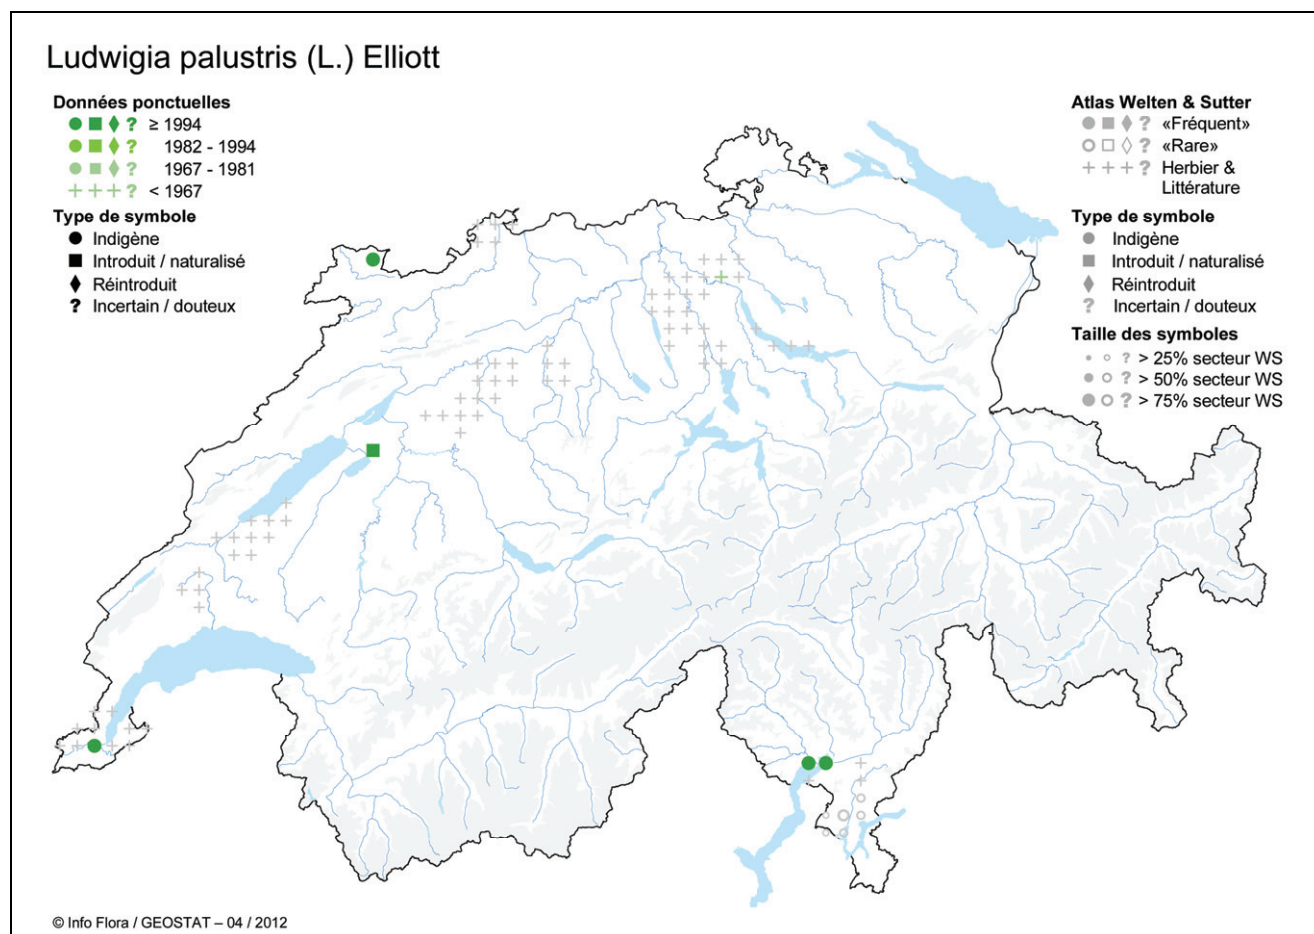 Ludwigia palustris (L.) Elliott
Données ponctuelles
? ≥ 1994
? 1982 - 1994
? 1967 - 1981
? < 1967
Type de symbole
Indigène
Introduit / naturalisé
Réintroduit
? Incertain / douteux
Atlas Welten & Sutter
? «Fréquent»
? «Rare»
? Herbier &
Littérature
Type de symbole
Indigène
Introduit / naturalisé
Réintroduit
? Incertain / douteux
Taille des symboles
? > 25% secteur WS
? > 50% secteur WS
? > 75% secteur WS
© Info Flora / GEOSTAT – 04 / 2012